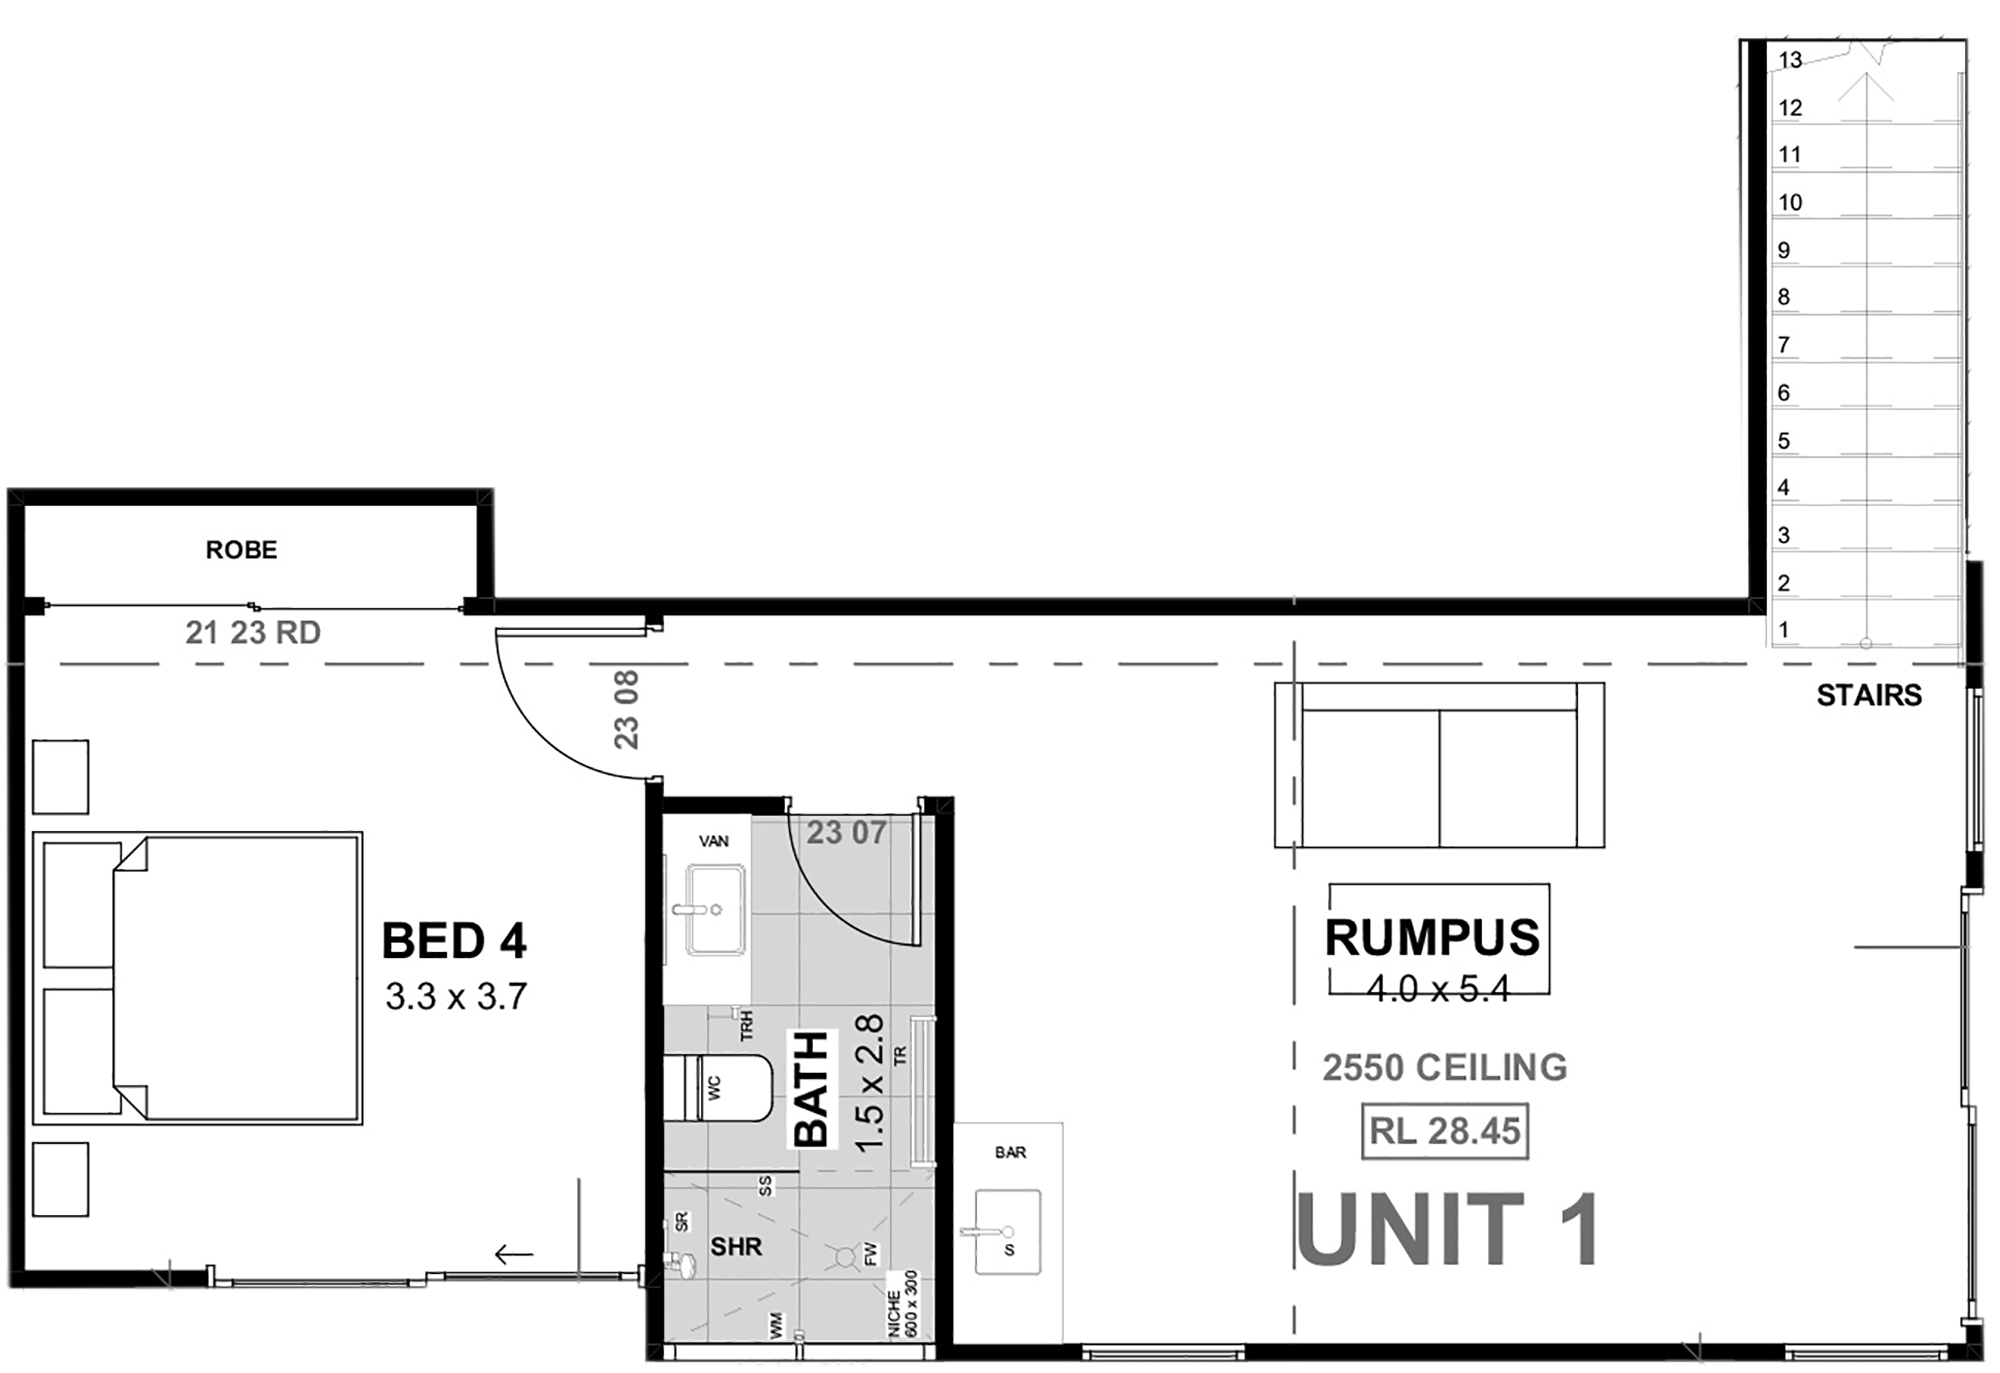 13
12
11
10
9
8
7
6
5
4
3
2
1
STAIRS
ROBE
21 23 RD
23 08
BED 4
3.3 x 3.7
VAN
23 07
TRH
WC
BATH
1.5 x 2.8
TR
SS
SR
SHR
FW
WM
NICHE
600 x 300
BAR
S
RUMPUS
4.0 x 5.4
2550 CEILING
RL 28.45
UNIT 1